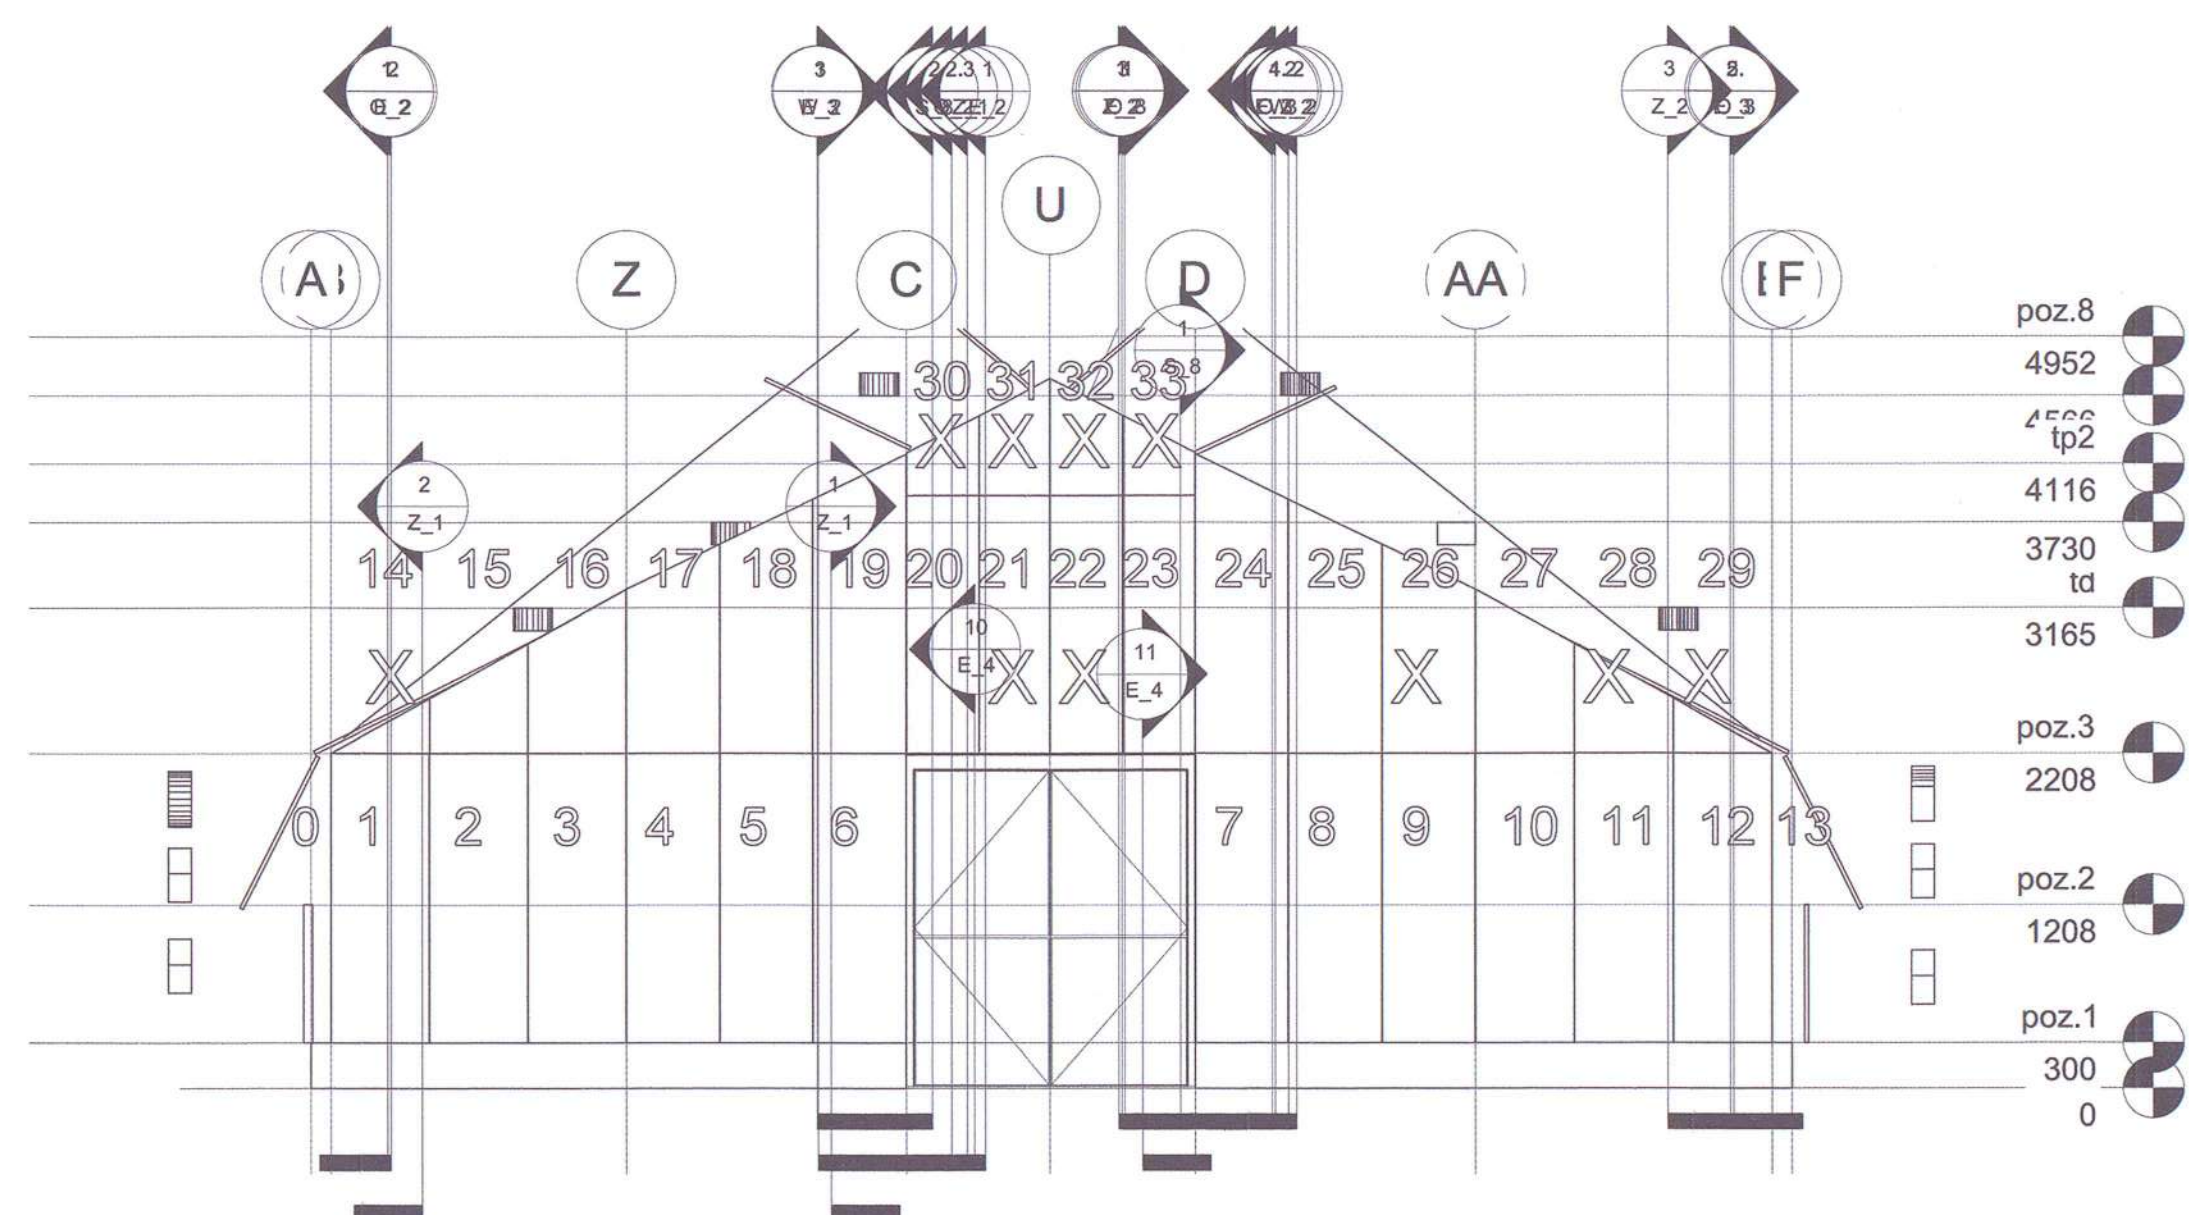 3
1
3
Z_2
U
A
Z
C
D
AA
F
poz.8
4952
1
30 31 32 33
X X X X
tp2
4116
2
Z_1
1
Z_1
3730
14 15 16 17 18 19 20 21 22 23 24 25 26 27 28 29
td
3165
10
E_4
11
E_4
X X X X X X
poz.3
2208
0 1 2 3 4 5 6 7 8 9 10 11 12 13
poz.2
1208
poz.1
300
0